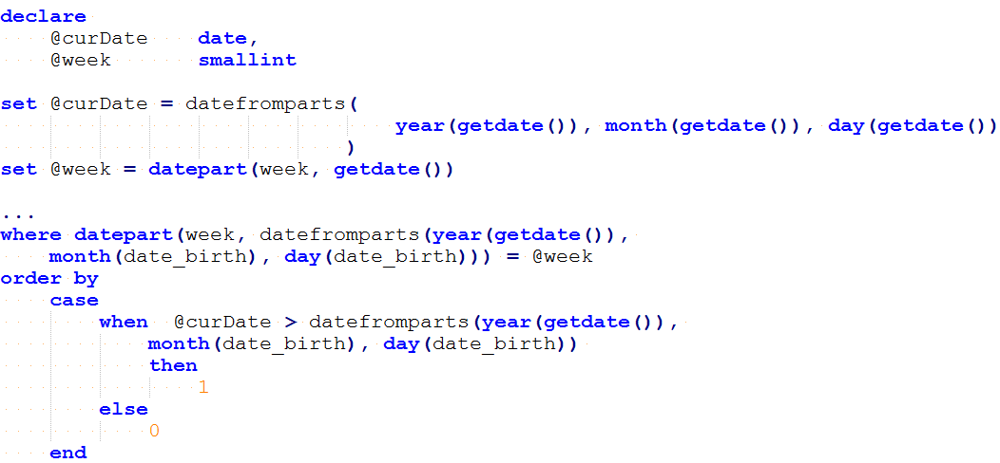 declare
    @curDate    date,
    @week       smallint

set @curDate = datefromparts(
                                year(getdate()), month(getdate()), day(getdate())
                            )
set @week = datepart(week, getdate())

...
where datepart(week, datefromparts(year(getdate()),
    month(date_birth), day(date_birth))) = @week
order by
    case
        when  @curDate > datefromparts(year(getdate()),
            month(date_birth), day(date_birth))
            then
                1
        else
            0
    end